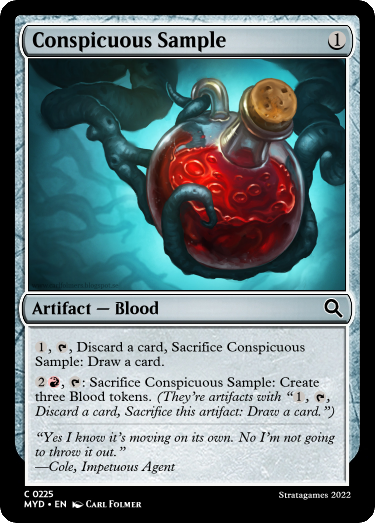 Conspicuous Sample 1
Artifact — Blood
1, T, Discard a card, Sacrifice Conspicuous
Sample: Draw a card.
2 R, T: Sacrifice Conspicuous Sample: Create
three Blood tokens. (They're artifacts with "1, T,
Discard a card, Sacrifice this artifact: Draw a card.")
"Yes I know it's moving on its own. No I'm not going
to throw it out."
—Cole, Impetuous Agent
C 0225
MYD • EN Carl Folmer
Stratagames 2022